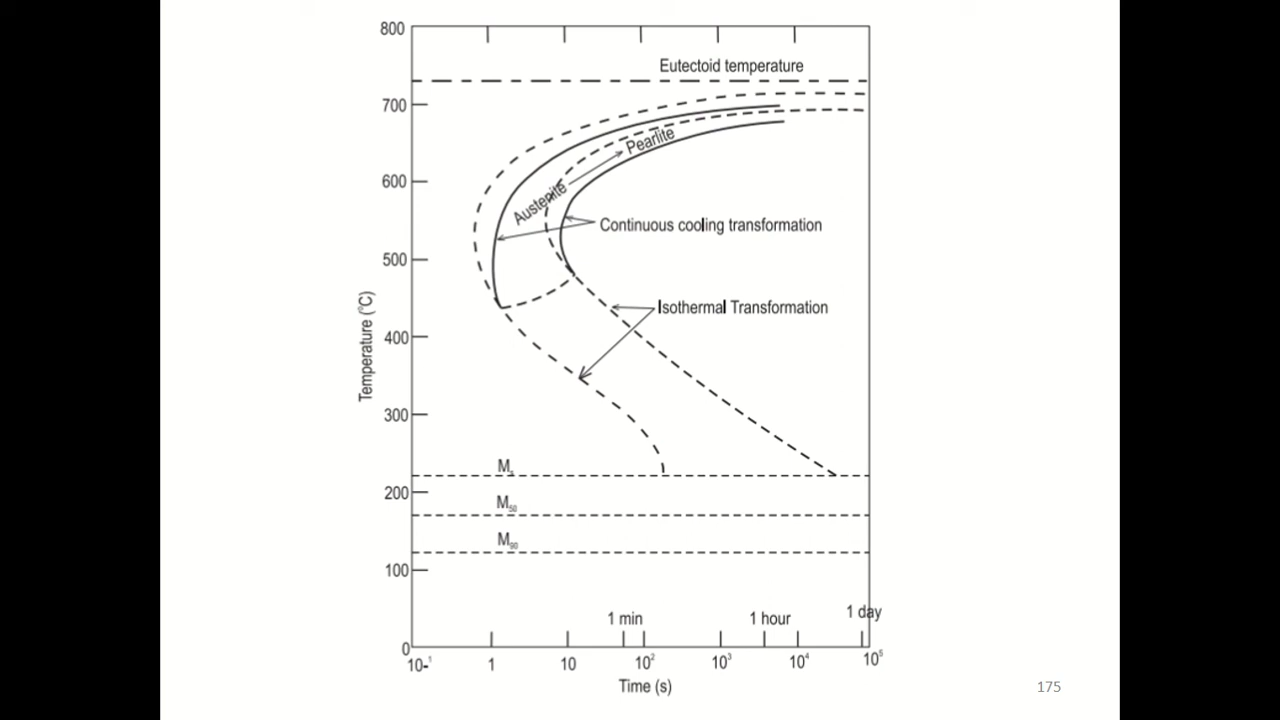 800
Eutectoid temperature
700
Pearlite
600
Austenite
Continuous cooling transformation
500
Isothermal Transformation
Temperature (°C)
400
300
Ms
200
M50
M90
100
1 min
1 hour
1 day
0
10-1
1
10
10²
10³
10⁴
10⁵
Time (s)
175